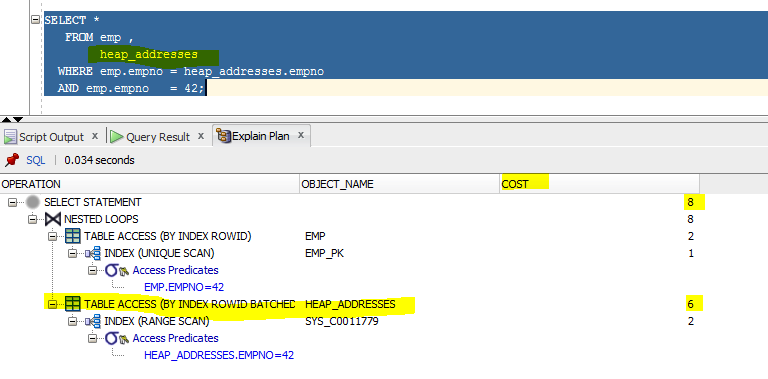 SELECT *
FROM emp ,
heap_addresses
WHERE emp.empno = heap_addresses.empno
AND emp.empno = 42;
Script Output x Query Result x Explain Plan x
SQL | 0.034 seconds
OPERATION OBJECT_NAME COST
SELECT STATEMENT 8
NESTED LOOPS 8
TABLE ACCESS (BY INDEX ROWID) EMP 2
INDEX (UNIQUE SCAN) EMP_PK 1
Access Predicates
EMP.EMPNO=42
TABLE ACCESS (BY INDEX ROWID BATCHED HEAP_ADDRESSES 6
INDEX (RANGE SCAN) SYS_C0011779 2
Access Predicates
HEAP_ADDRESSES.EMPNO=42